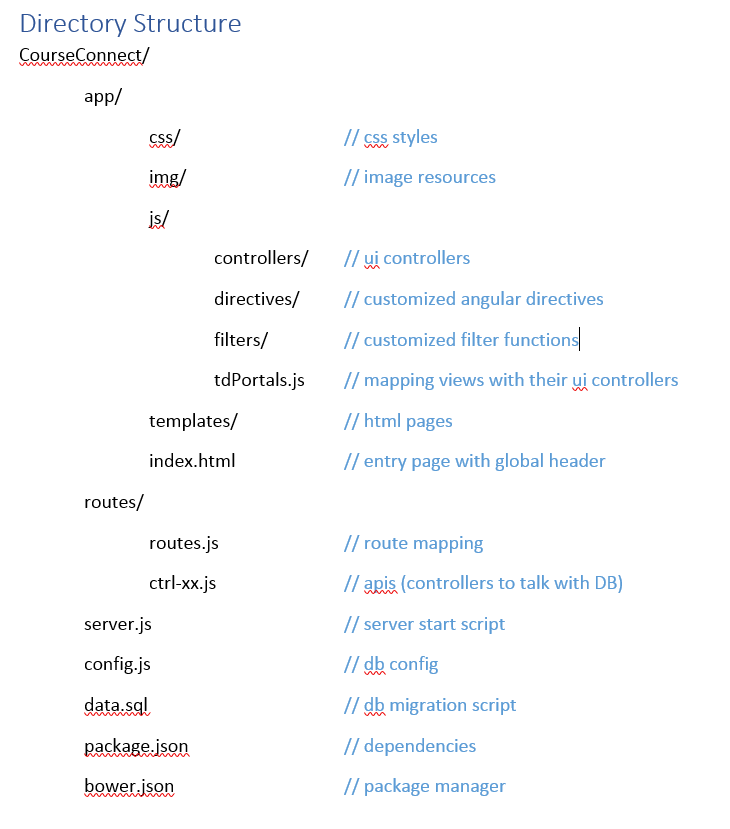 Directory Structure
CourseConnect/
app/
css/ // css styles
img/ // image resources
js/
controllers/ // ui controllers
directives/ // customized angular directives
filters/ // customized filter functions
tdPortals.js // mapping views with their ui controllers
templates/ // html pages
index.html // entry page with global header
routes/
routes.js // route mapping
ctrl-xx.js // apis (controllers to talk with DB)
server.js // server start script
config.js // db config
data.sql // db migration script
package.json // dependencies
bower.json // package manager